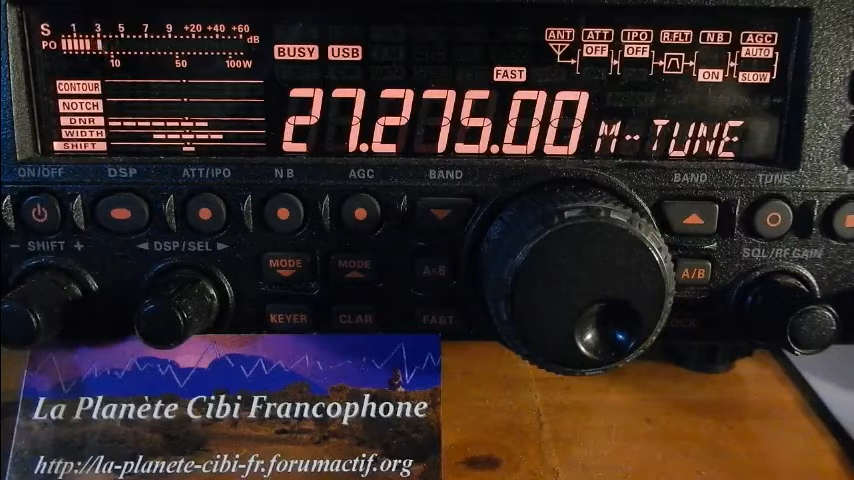 S 1 3 5 7 9 +20 +40 +60 dB
PO 10 50 100W
BUSY USB
ANT ATT IPO R.FLT NB AGC
OFF OFF AUTO
ON SLOW
FAST
CONTOUR
NOTCH
DNR
WIDTH
SHIFT
27.275.00 M--TUNE
ON/OFF DSP ATT/IPO NB AGC BAND BAND TUNE
- SHIFT + DSP/SEL SQL/RF GAIN
MODE MODE A=B A/B
KEYER CLAR FAST LOCK
La Planète Cibi Francophone
http://la-planete-cibi-fr.forumactif.org